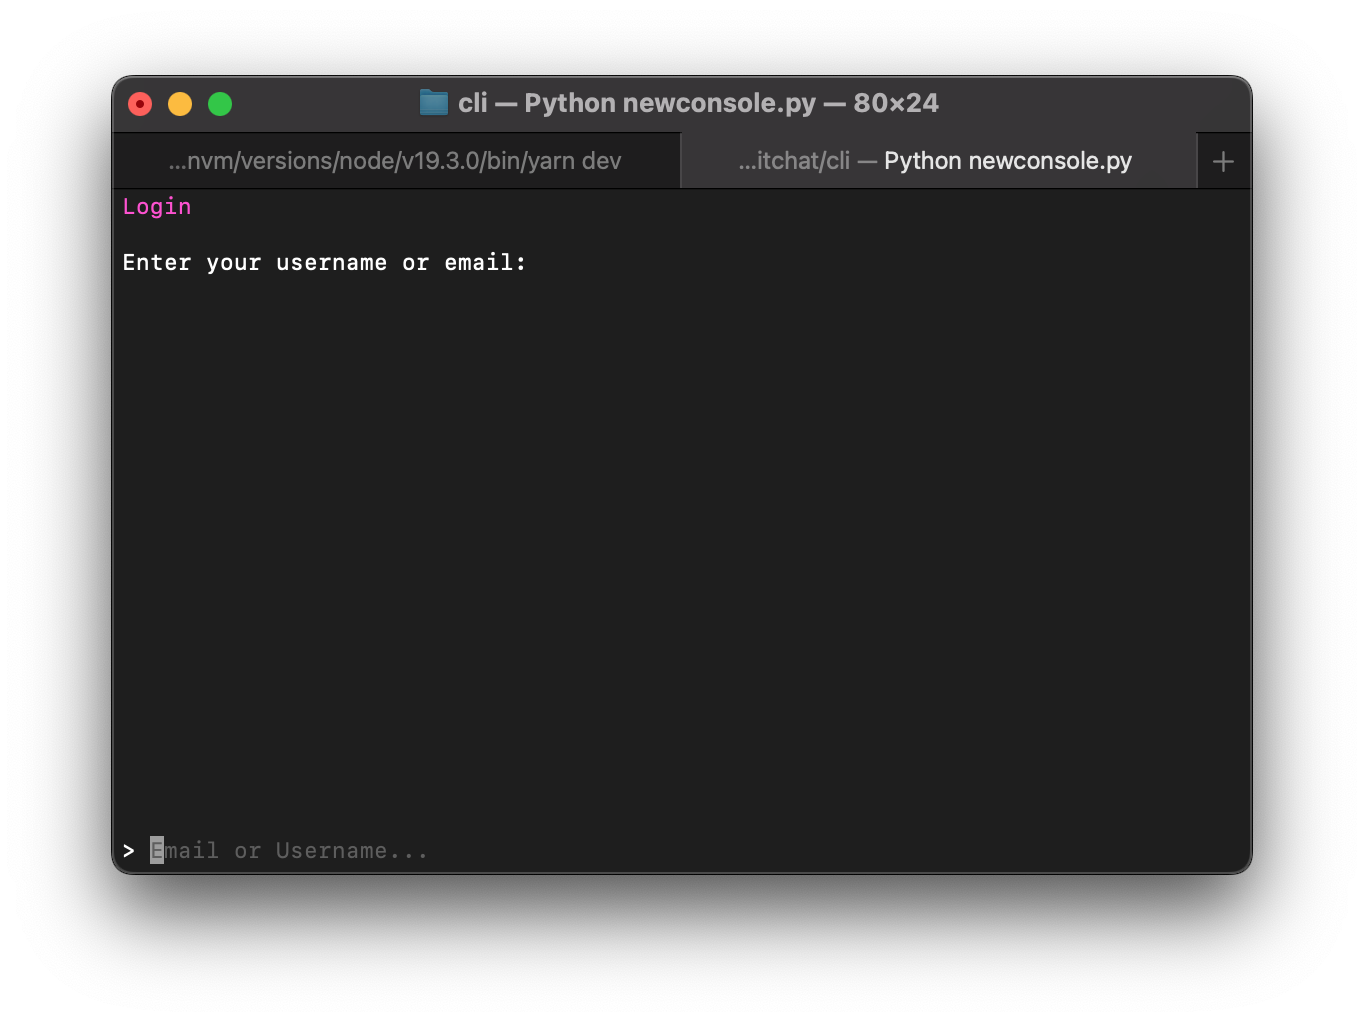 cli — Python newconsole.py — 80×24
...nvm/versions/node/v19.3.0/bin/yarn dev
...itchat/cli — Python newconsole.py
Login
Enter your username or email:
> Email or Username...